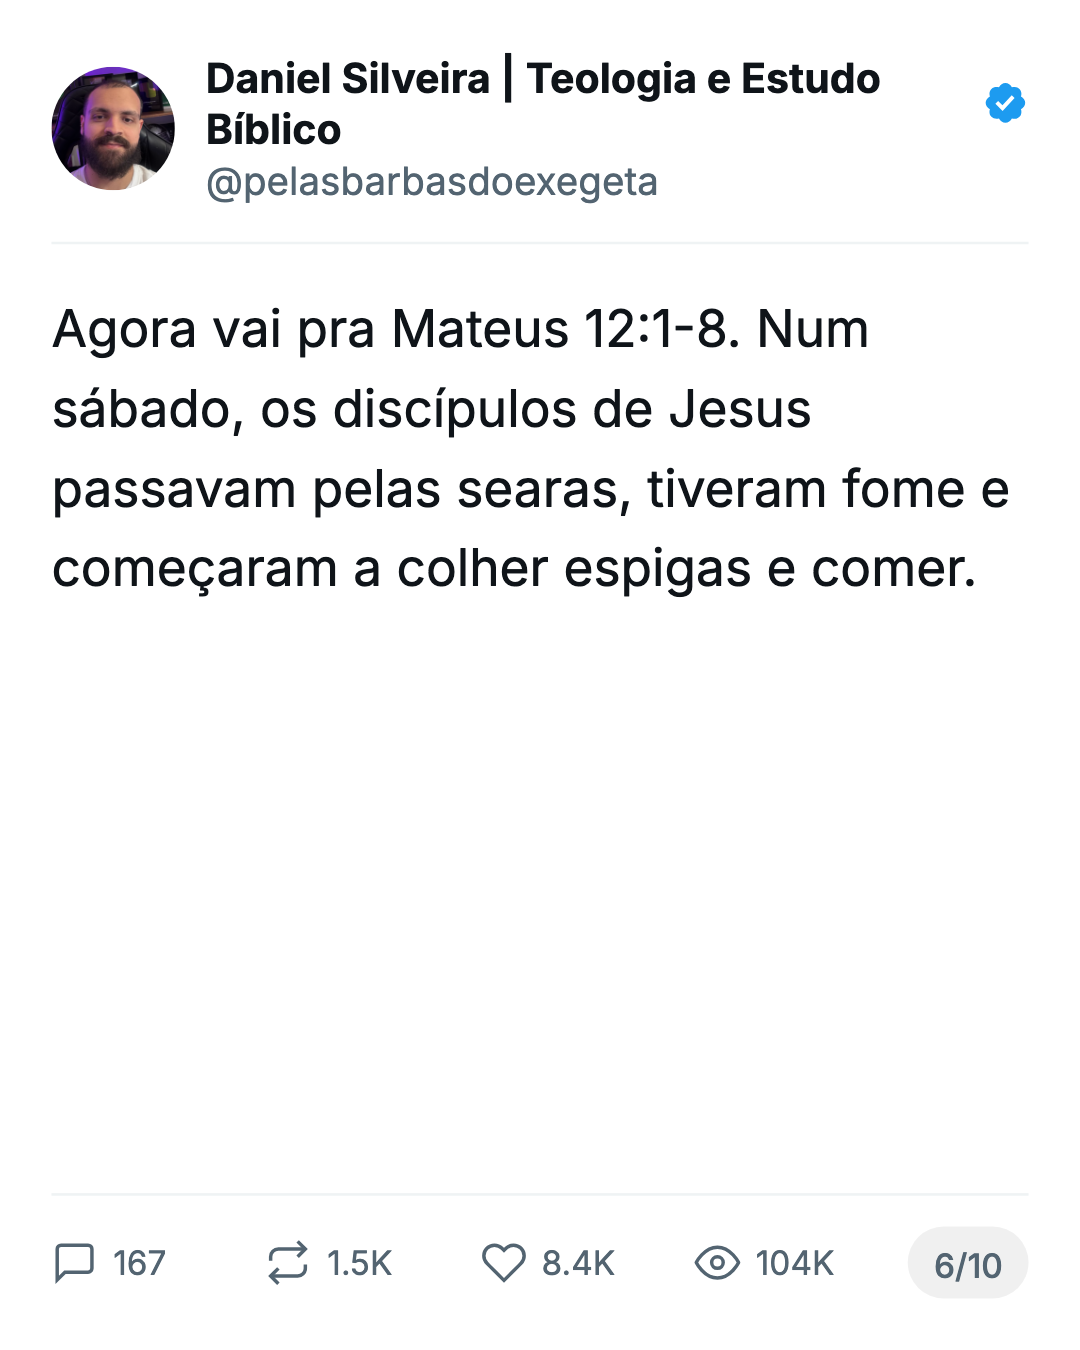 Daniel Silveira | Teologia e Estudo
Bíblico
@pelasbarbasdoexegeta
Agora vai pra Mateus 12:1-8. Num
sábado, os discípulos de Jesus
passavam pelas searas, tiveram fome e
começaram a colher espigas e comer.
167 1.5K 8.4K 104K 6/10